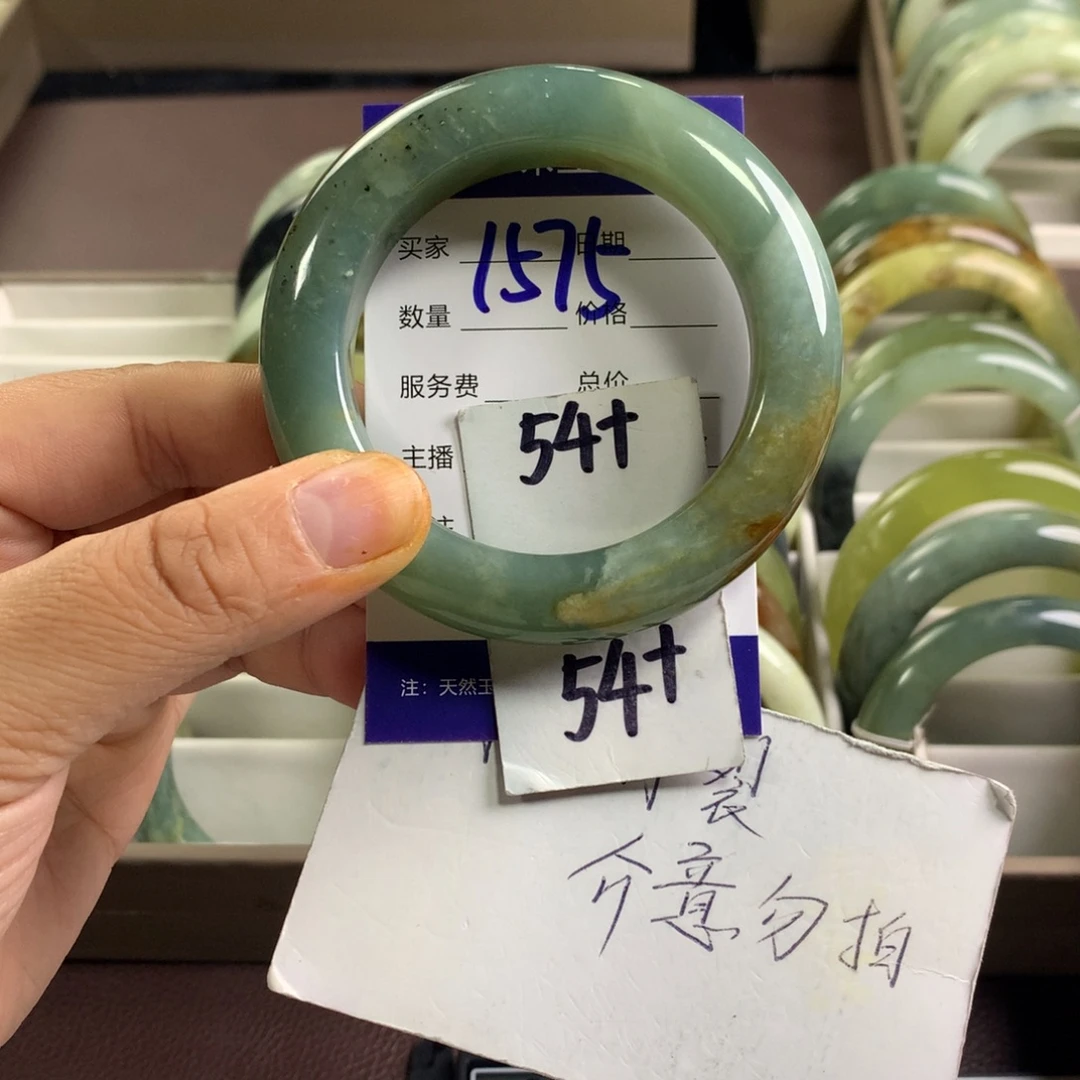 买家 1575 日期
数量 价格
服务费 总价
54+
主播
54+
注：天然玉
裂
介意勿拍